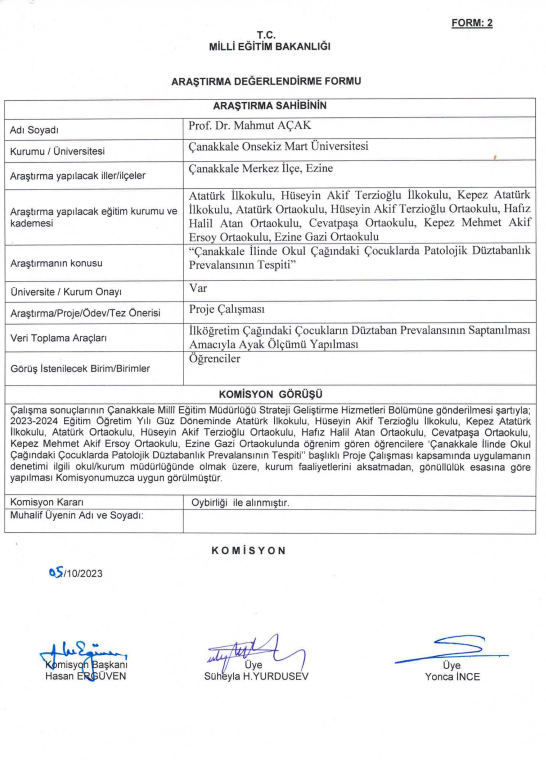 FORM: 2
T.C.
MİLLİ EĞİTİM BAKANLIĞI
ARAŞTIRMA DEĞERLENDİRME FORMU
ARAŞTIRMA SAHİBİNİN
Adı Soyadı
Prof. Dr. Mahmut AÇAK
Kurumu / Üniversitesi
Çanakkale Onsekiz Mart Üniversitesi
Araştırma yapılacak iller/ilçeler
Çanakkale Merkez İlçe, Ezine
Araştırma yapılacak eğitim kurumu ve
kademesi
Atatürk İlkokulu, Hüseyin Akif Terzioğlu İlkokulu, Kepez Atatürk
İlkokulu, Atatürk Ortaokulu, Hüseyin Akif Terzioğlu Ortaokulu, Hafız
Halil Atan Ortaokulu, Cevatpaşa Ortaokulu, Kepez Mehmet Akif
Ersoy Ortaokulu, Ezine Gazi Ortaokulu
Araştırmanın konusu
“Çanakkale İlinde Okul Çağındaki Çocuklarda Patolojik Düztabanlık
Prevalansının Tespiti”
Üniversite / Kurum Onayı
Var
Araştırma/Proje/Ödev/Tez Önerisi
Proje Çalışması
Veri Toplama Araçları
İlköğretim Çağındaki Çocukların Düztaban Prevalansının Saptanılması
Amacıyla Ayak Ölçümü Yapılması
Görüş İstenilecek Birim/Birimler
Öğrenciler
KOMİSYON GÖRÜŞÜ
Çalışma sonuçlarının Çanakkale Millî Eğitim Müdürlüğü Strateji Geliştirme Hizmetleri Bölümüne gönderilmesi şartıyla;
2023-2024 Eğitim Öğretim Yılı Güz Döneminde Atatürk İlkokulu, Hüseyin Akif Terzioğlu İlkokulu, Kepez Atatürk
İlkokulu, Atatürk Ortaokulu, Hüseyin Akif Terzioğlu Ortaokulu, Hafız Halil Atan Ortaokulu, Cevatpaşa Ortaokulu,
Kepez Mehmet Akif Ersoy Ortaokulu, Ezine Gazi Ortaokulunda öğrenim gören öğrencilere ‘Çanakkale İlinde Okul
Çağındaki Çocuklarda Patolojik Düztabanlık Prevalansının Tespiti” başlıklı Proje Çalışması kapsamında uygulamanın
denetimi ilgili okul/kurum müdürlüğünde olmak üzere, kurum faaliyetlerini aksatmadan, gönüllülük esasına göre
yapılması Komisyonumuzca uygun görülmüştür.
Komisyon Kararı
Oybirliği ile alınmıştır.
Muhalif Üyenin Adı ve Soyadı:
KOMİSYON
05/10/2023
Komisyon Başkanı
Hasan ERGÜVEN
Üye
Süheyla H.YURDUSEV
Üye
Yonca İNCE